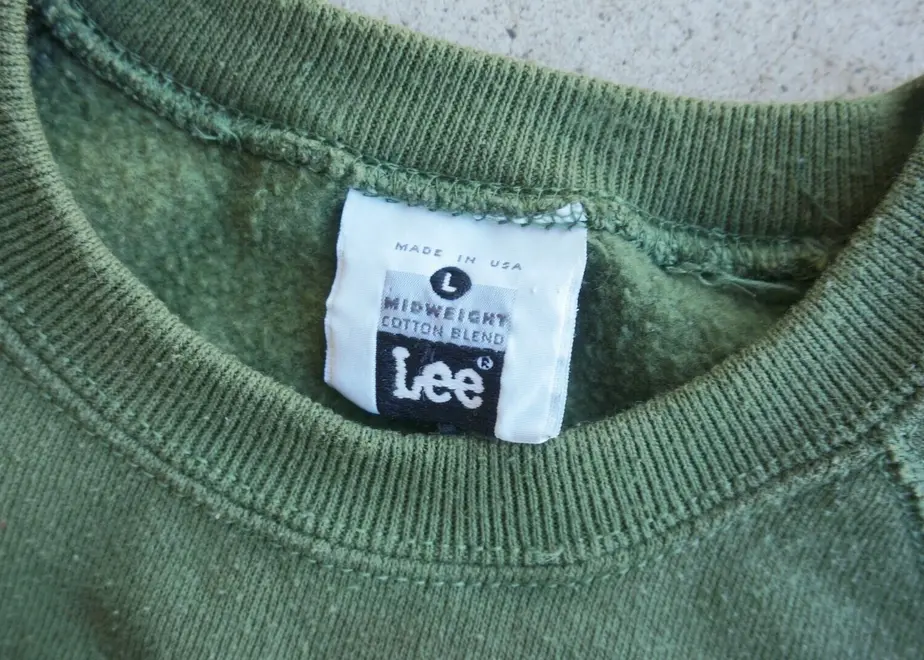 MADE IN USA
L
MIDWEIGHT
COTTON BLEND
Lee®